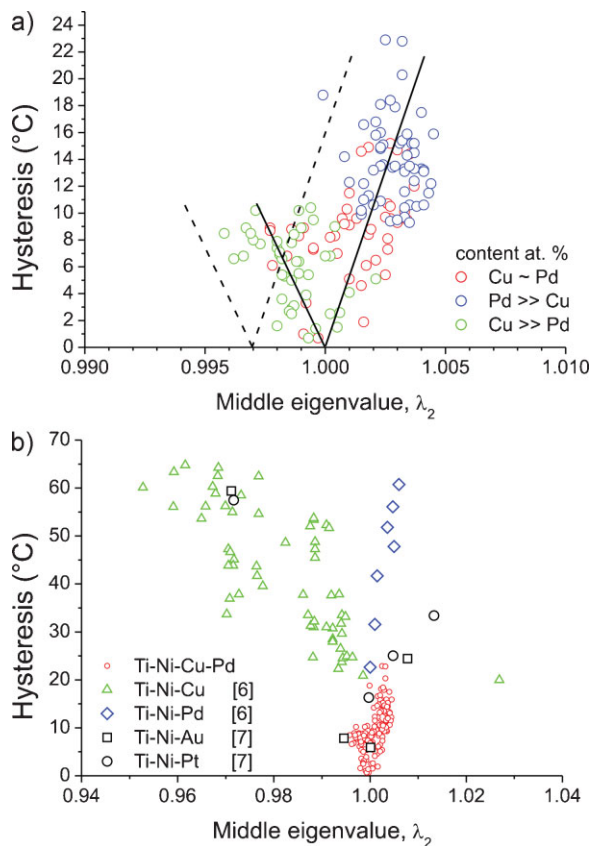 a)
24
22
20
18
16
14
12
10
8
6
4
2
0
Hysteresis (°C)
content at. %
Cu ~ Pd
Pd >> Cu
Cu >> Pd
0.990 0.995 1.000 1.005 1.010
Middle eigenvalue, λ₂
b)
70
60
50
40
30
20
10
0
Hysteresis (°C)
Ti-Ni-Cu-Pd
Ti-Ni-Cu [6]
Ti-Ni-Pd [6]
Ti-Ni-Au [7]
Ti-Ni-Pt [7]
0.94 0.96 0.98 1.00 1.02 1.04
Middle eigenvalue, λ₂